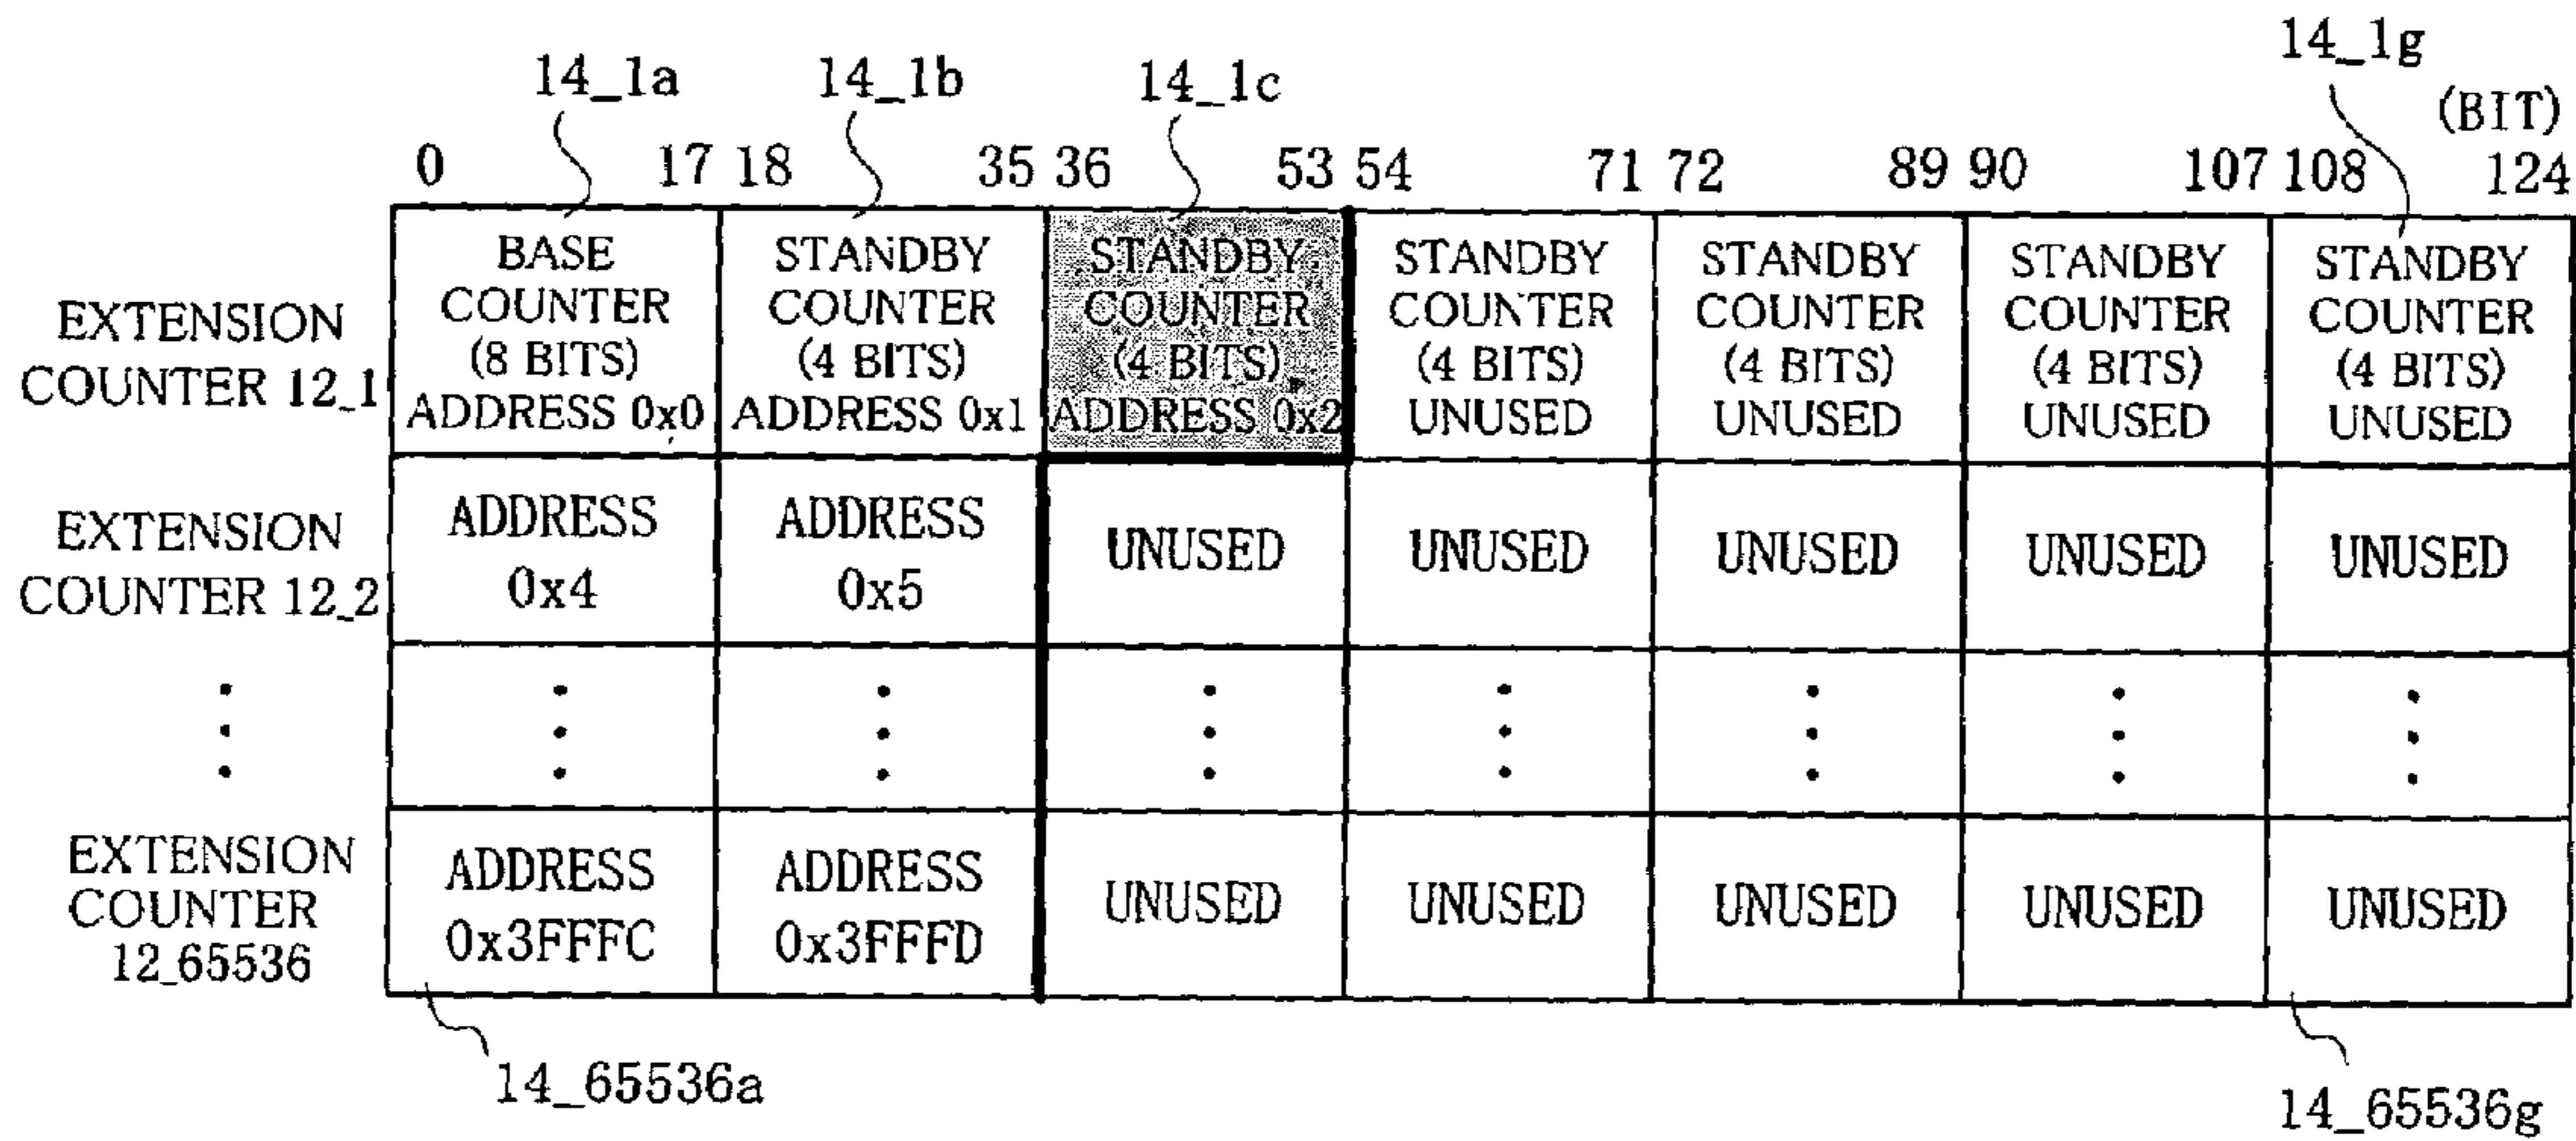 14_1a
14_1b
14_1c
14_1g
(BIT)
0 17 18 35 36 53 54 71 72 89 90 107 108 124
EXTENSION
COUNTER 12_1
BASE
COUNTER
(8 BITS)
ADDRESS 0x0
STANDBY
COUNTER
(4 BITS)
ADDRESS 0x1
STANDBY
COUNTER
(4 BITS)
ADDRESS 0x2
STANDBY
COUNTER
(4 BITS)
UNUSED
STANDBY
COUNTER
(4 BITS)
UNUSED
STANDBY
COUNTER
(4 BITS)
UNUSED
STANDBY
COUNTER
(4 BITS)
UNUSED
EXTENSION
COUNTER 12_2
ADDRESS
0x4
ADDRESS
0x5
UNUSED
UNUSED
UNUSED
UNUSED
UNUSED
EXTENSION
COUNTER
12_65536
ADDRESS
0x3FFFC
ADDRESS
0x3FFFD
UNUSED
UNUSED
UNUSED
UNUSED
UNUSED
14_65536a
14_65536g